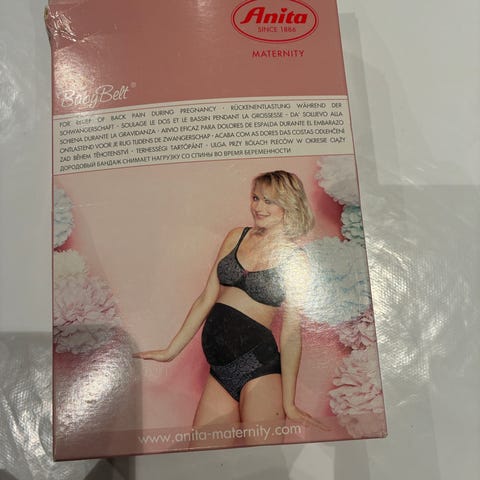 Anita
SINCE 1886
MATERNITY
BabyBelt®
FOR RELIEF OF BACK PAIN DURING PREGNANCY · RÜCKENENTLASTUNG WÄHREND DER
SCHWANGERSCHAFT · SOULAGE LE DOS ET LE BASSIN PENDANT LA GROSSESSE · DA' SOLLIEVO ALLA
SCHIENA DURANTE LA GRAVIDANZA · ALIVIO EFICAZ PARA DOLORES DE ESPALDA DURANTE EL EMBARAZO
ONTLASTEND VOOR JE RUG TIJDENS DE ZWANGERSCHAP · ACABA COM AS DORES DAS COSTAS ODLEHČENÍ
ZAD BĚHEM TĚHOTENSTVÍ · TERHESSÉGI TARTÓPÁNT · ULGA PRZY BÓLACH PLECÓW W OKRESIE CIĄŻY
ДОРОДОВЫЙ БАНДАЖ СНИМАЕТ НАГРУЗКУ СО СПИНЫ ВО ВРЕМЯ БЕРЕМЕННОСТИ
www.anita-maternity.com